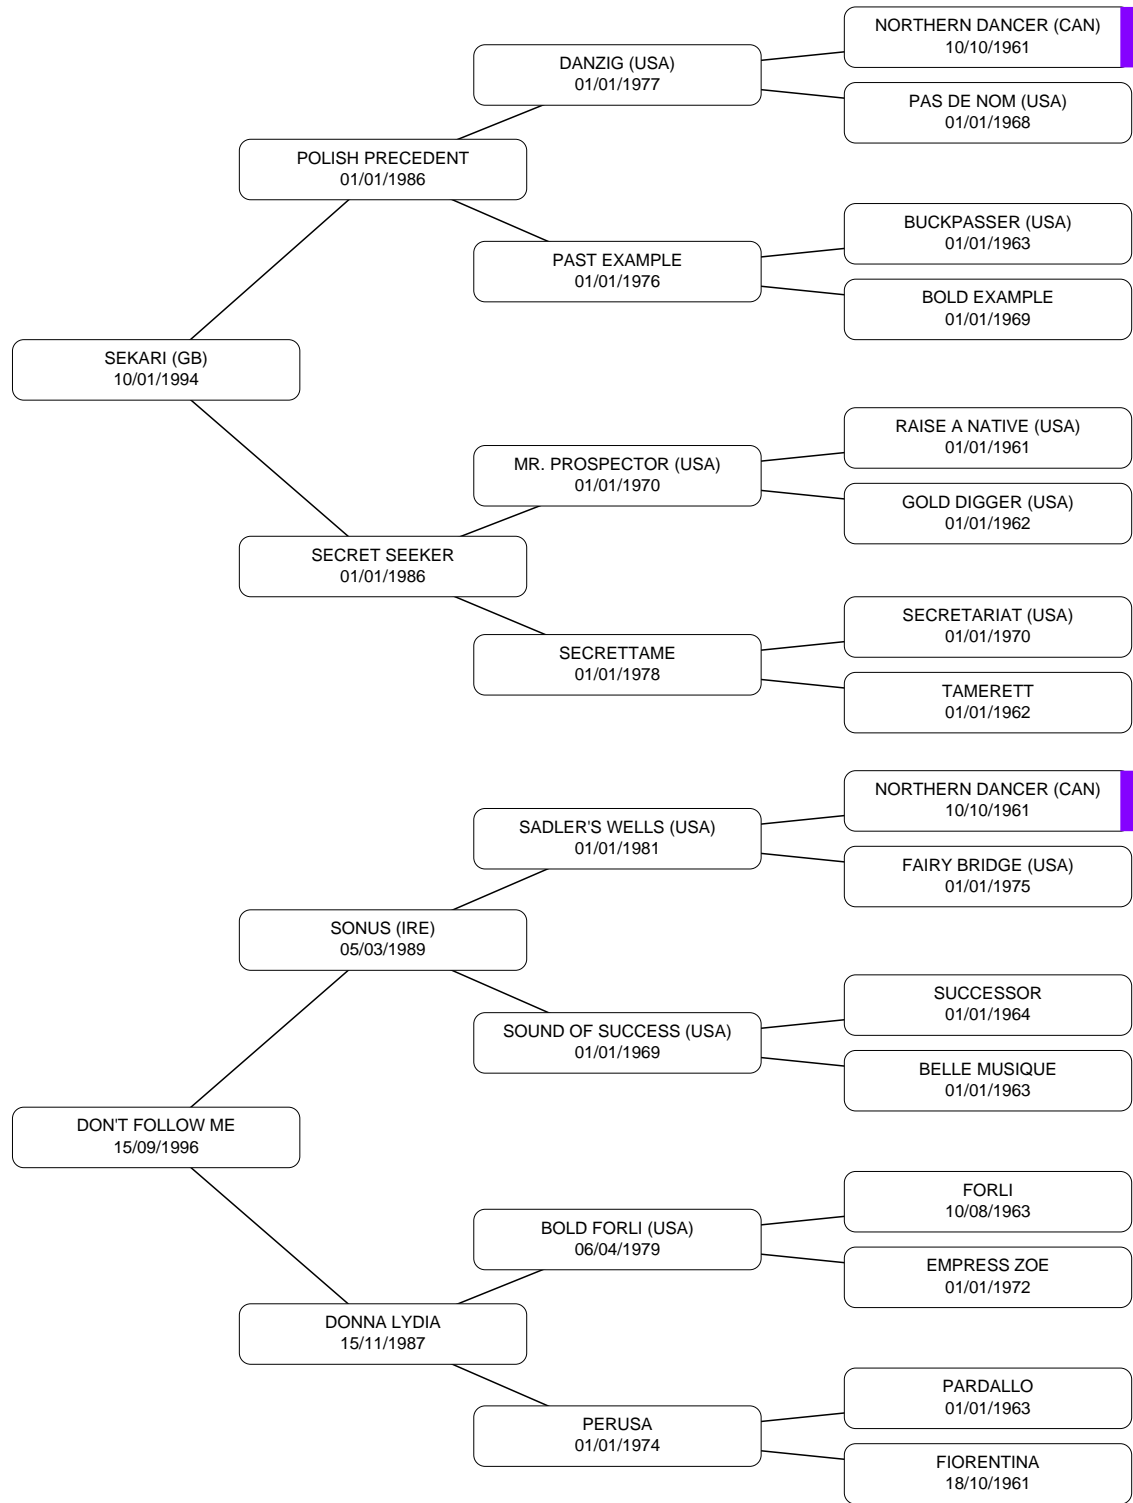 NORTHERN DANCER (CAN)
10/10/1961
DANZIG (USA)
01/01/1977
PAS DE NOM (USA)
01/01/1968
POLISH PRECEDENT
01/01/1986
BUCKPASSER (USA)
01/01/1963
PAST EXAMPLE
01/01/1976
BOLD EXAMPLE
01/01/1969
SEKARI (GB)
10/01/1994
RAISE A NATIVE (USA)
01/01/1961
MR. PROSPECTOR (USA)
01/01/1970
GOLD DIGGER (USA)
01/01/1962
SECRET SEEKER
01/01/1986
SECRETARIAT (USA)
01/01/1970
SECRETTAME
01/01/1978
TAMERETT
01/01/1962
NORTHERN DANCER (CAN)
10/10/1961
SADLER'S WELLS (USA)
01/01/1981
FAIRY BRIDGE (USA)
01/01/1975
SONUS (IRE)
05/03/1989
SUCCESSOR
01/01/1964
SOUND OF SUCCESS (USA)
01/01/1969
BELLE MUSIQUE
01/01/1963
DON'T FOLLOW ME
15/09/1996
FORLI
10/08/1963
BOLD FORLI (USA)
06/04/1979
EMPRESS ZOE
01/01/1972
DONNA LYDIA
15/11/1987
PARDALLO
01/01/1963
PERUSA
01/01/1974
FIORENTINA
18/10/1961